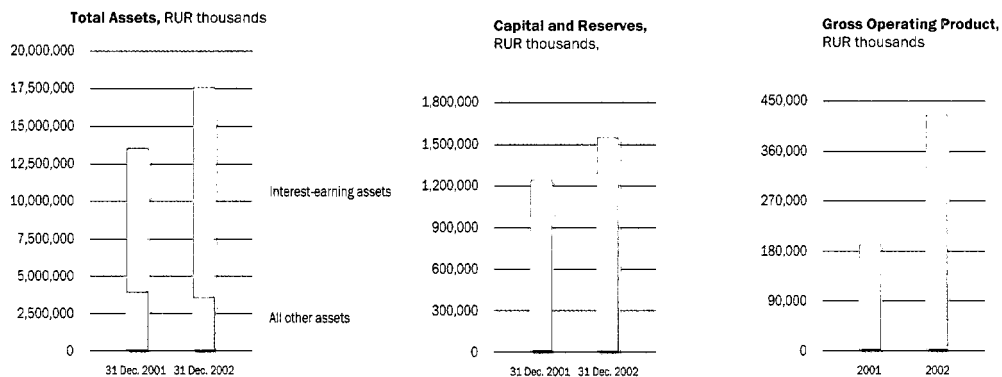 Total Assets, RUR thousands
20,000,000
17,500,000
15,000,000
12,500,000
10,000,000
7,500,000
5,000,000
2,500,000
0
Interest-earning assets
All other assets
31 Dec. 2001 31 Dec. 2002
Capital and Reserves,
RUR thousands,
1,800,000
1,500,000
1,200,000
900,000
600,000
300,000
0
31 Dec. 2001 31 Dec. 2002
Gross Operating Product,
RUR thousands
450,000
360,000
270,000
180,000
90,000
0
2001 2002